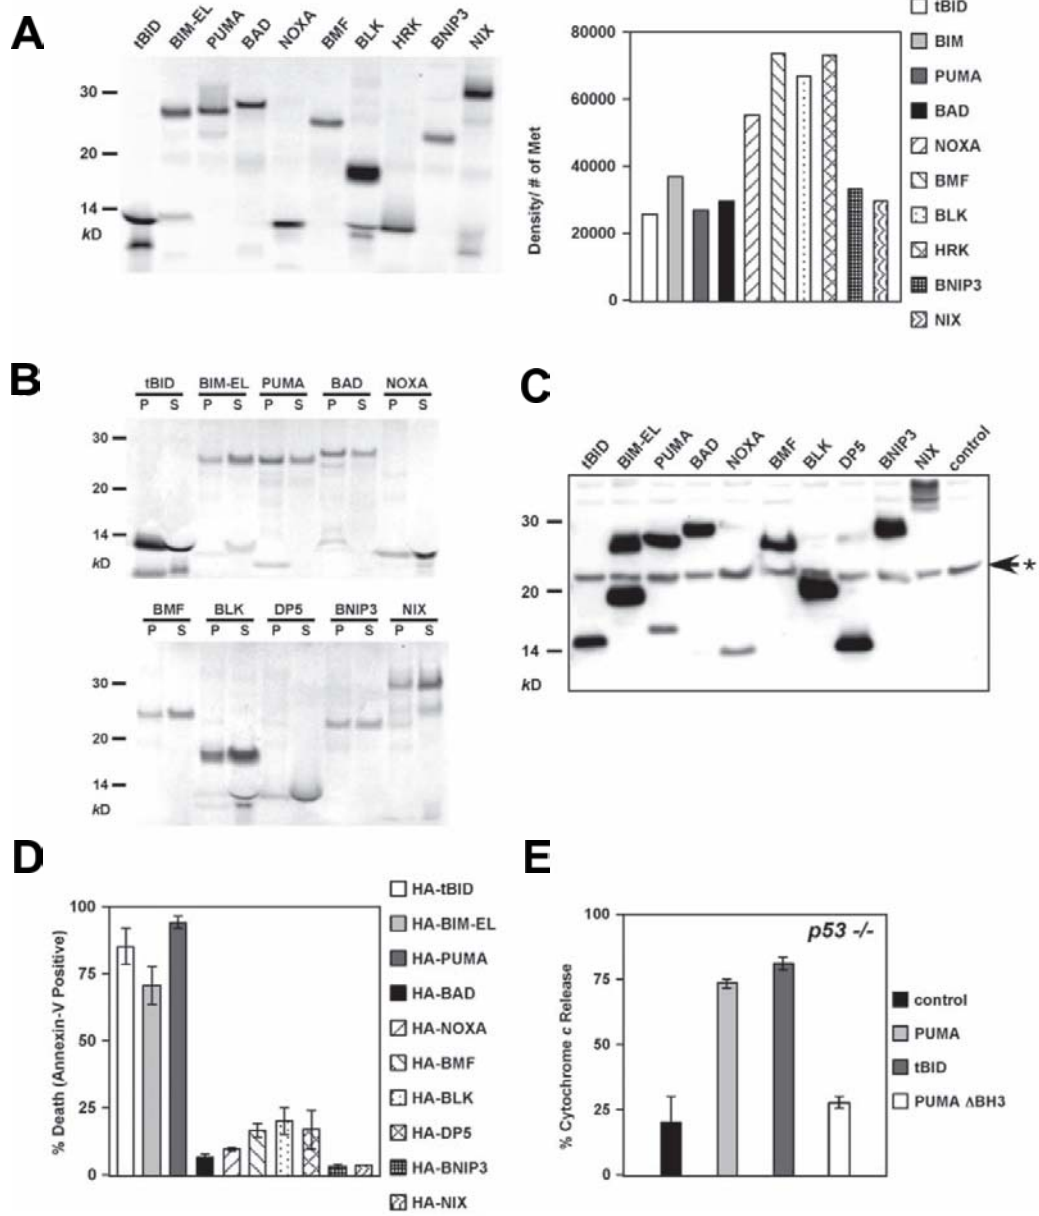 A
tBID BIM-EL PUMA BAD NOXA BMF BLK HRK BNIP3 NIX
30
20
14
kD
80000
60000
40000
20000
0
Density/ # of Met
tBID
BIM
PUMA
BAD
NOXA
BMF
BLK
HRK
BNIP3
NIX
B
tBID BIM-EL PUMA BAD NOXA
P S P S P S P S P S
30
20
14
kD
BMF BLK DP5 BNIP3 NIX
P S P S P S P S P S
30
20
14
kD
C
tBID BIM-EL PUMA BAD NOXA BMF BLK DP5 BNIP3 NIX control
30
20
14
kD
*
D
100
75
50
25
0
% Death (Annexin-V Positive)
HA-tBID
HA-BIM-EL
HA-PUMA
HA-BAD
HA-NOXA
HA-BMF
HA-BLK
HA-DP5
HA-BNIP3
HA-NIX
E
100
75
50
25
0
% Cytochrome c Release
p53 -/-
control
PUMA
tBID
PUMA ΔBH3